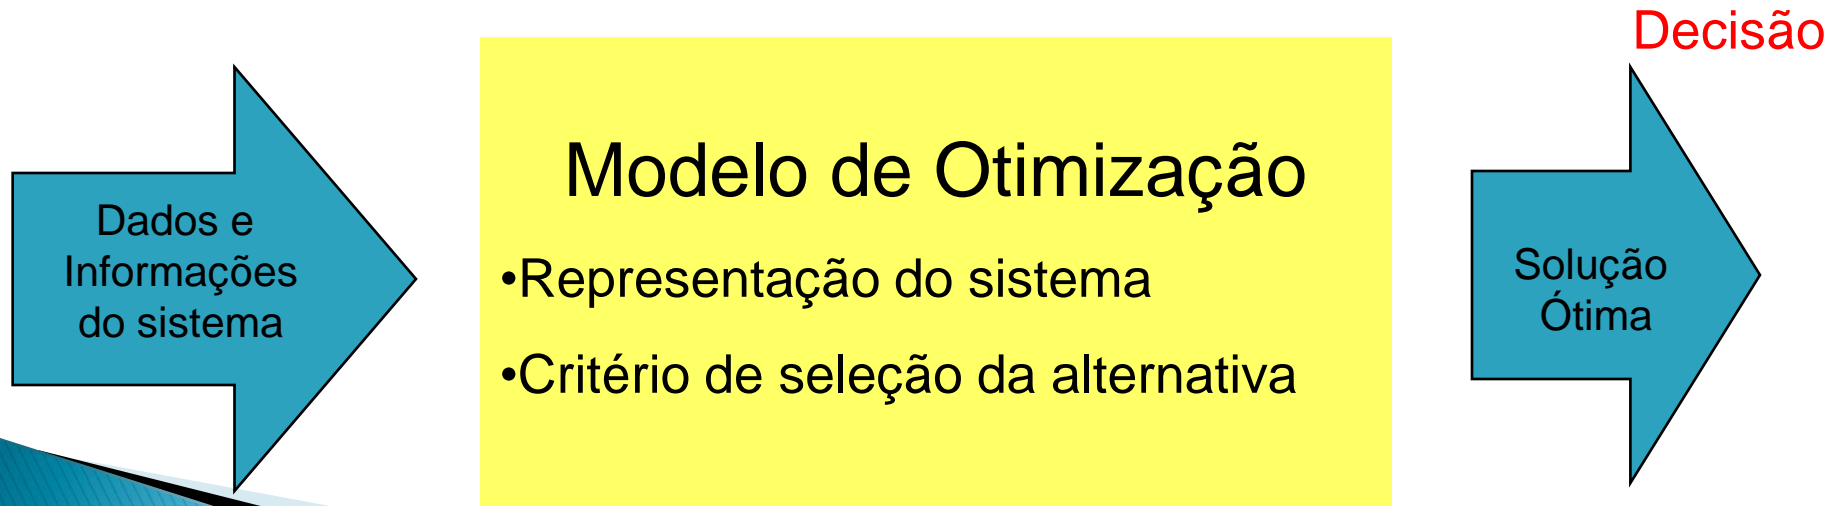 Dados e
Informações
do sistema
Modelo de Otimização
•Representação do sistema
•Critério de seleção da alternativa
Decisão
Solução
Ótima